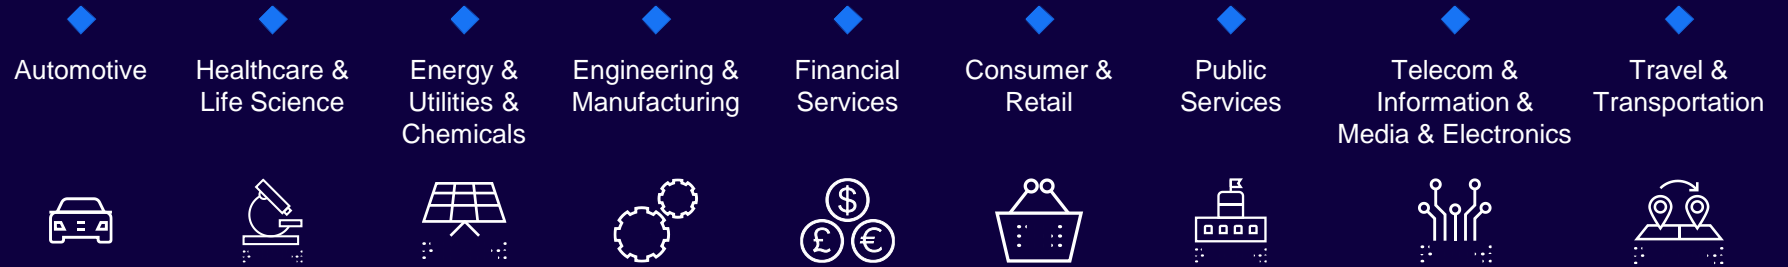 Automotive
Healthcare &
Life Science
Energy &
Utilities &
Chemicals
Engineering &
Manufacturing
Financial
Services
Consumer &
Retail
Public
Services
Telecom &
Information &
Media & Electronics
Travel &
Transportation
$
£ €